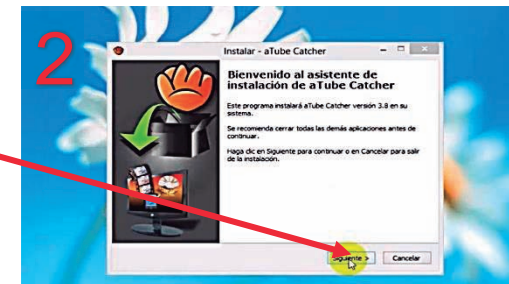 2
Instalar - aTube Catcher
Bienvenido al asistente de
instalación de aTube Catcher
Este programa instalará aTube Catcher versión 3.8 en su
sistema.
Se recomienda cerrar todas las demás aplicaciones antes de
continuar.
Haga clic en Siguiente para continuar o en Cancelar para salir
de la instalación.
Siguiente > Cancelar